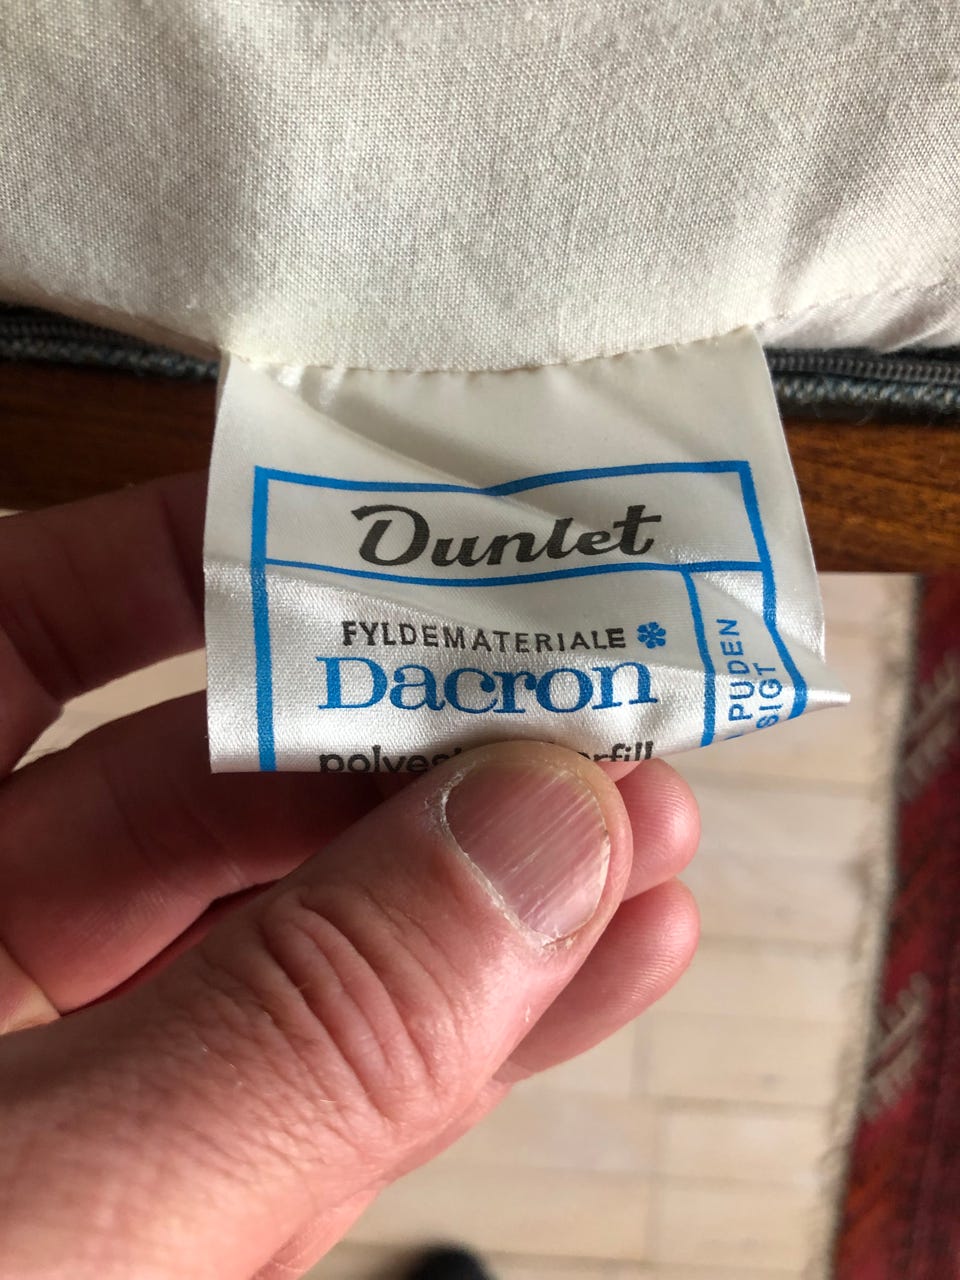 Dunlet
FYLDEMATERIALE
Dacron
PUDEN
SIGT